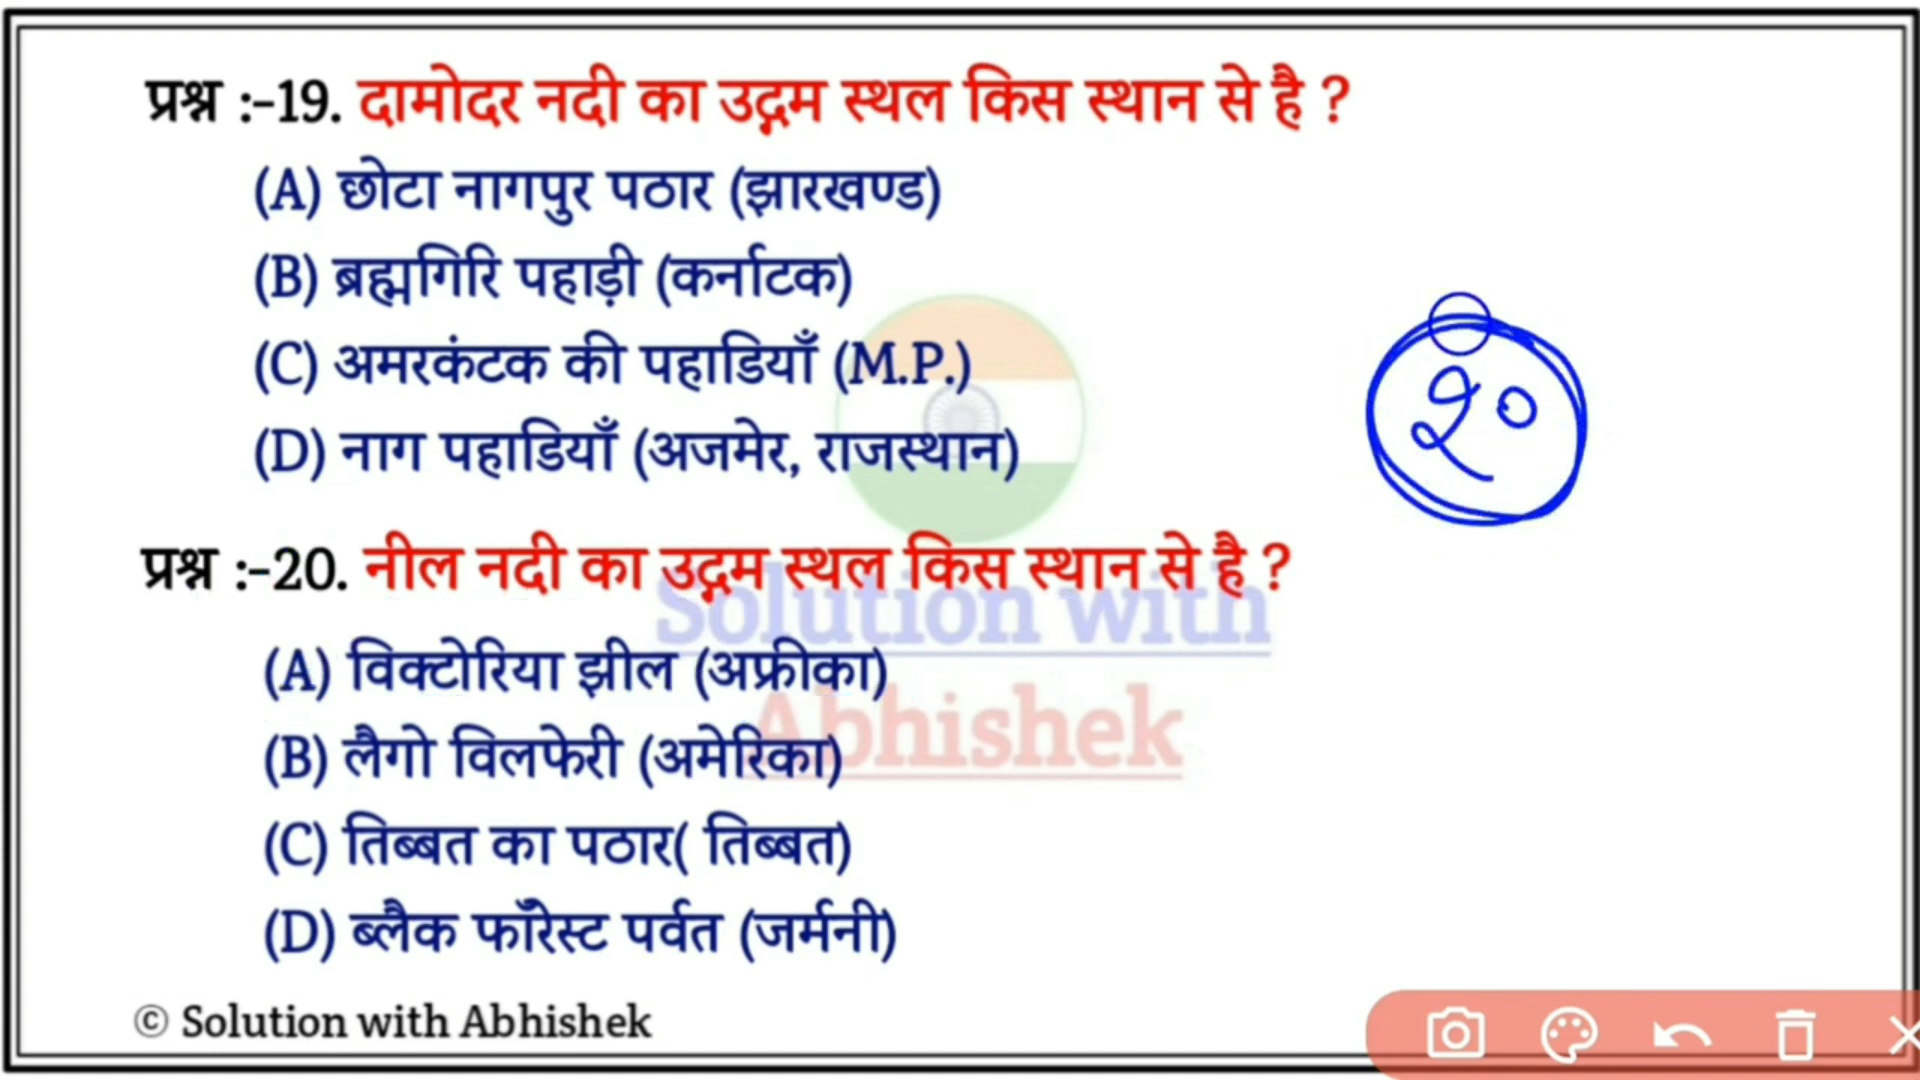 प्रश्न :-19. दामोदर नदी का उद्गम स्थल किस स्थान से है ?
(A) छोटा नागपुर पठार (झारखण्ड)
(B) ब्रह्मगिरि पहाड़ी (कर्नाटक)
(C) अमरकंटक की पहाडियाँ (M.P.)
(D) नाग पहाडियाँ (अजमेर, राजस्थान)
२०
प्रश्न :-20. नील नदी का उद्गम स्थल किस स्थान से है ?
Solution with
Abhishek
(A) विक्टोरिया झील (अफ्रीका)
(B) लैगो विलफेरी (अमेरिका)
(C) तिब्बत का पठार( तिब्बत)
(D) ब्लैक फॉरेस्ट पर्वत (जर्मनी)
© Solution with Abhishek